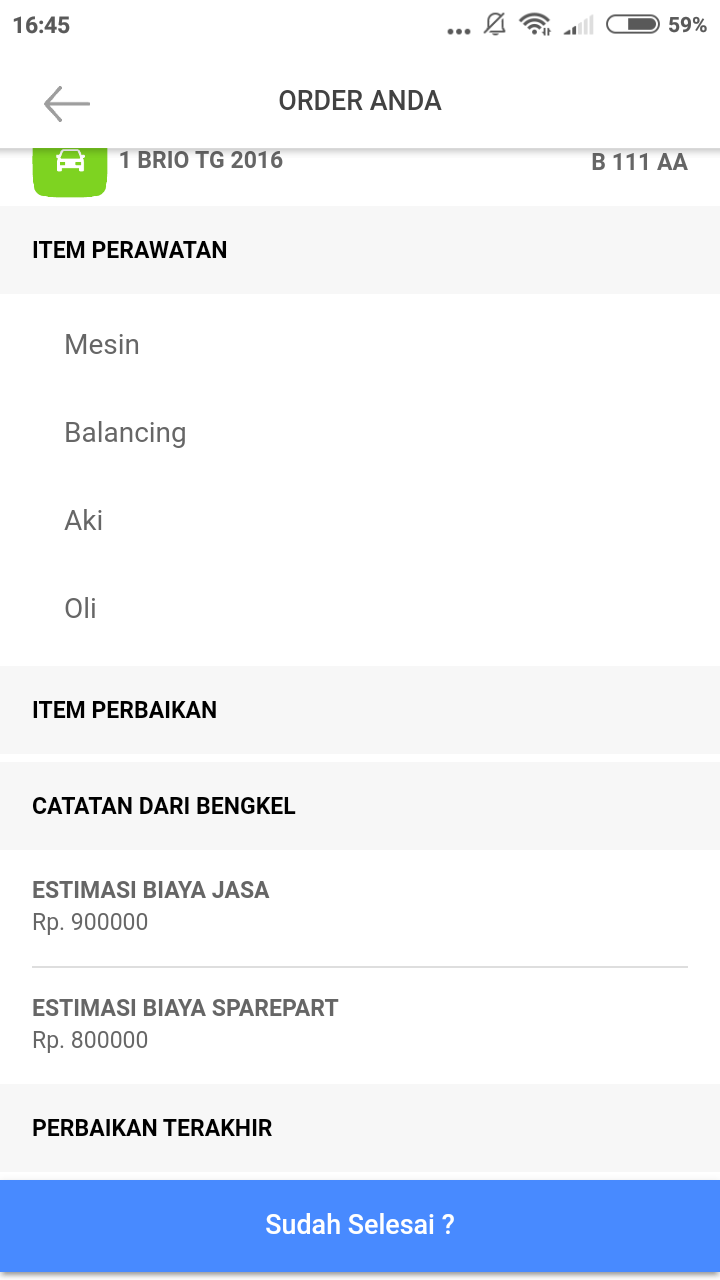 16:45
59%
ORDER ANDA
1 BRIO TG 2016
B 111 AA
ITEM PERAWATAN
Mesin
Balancing
Aki
Oli
ITEM PERBAIKAN
CATATAN DARI BENGKEL
ESTIMASI BIAYA JASA
Rp. 900000
ESTIMASI BIAYA SPAREPART
Rp. 800000
PERBAIKAN TERAKHIR
Sudah Selesai ?